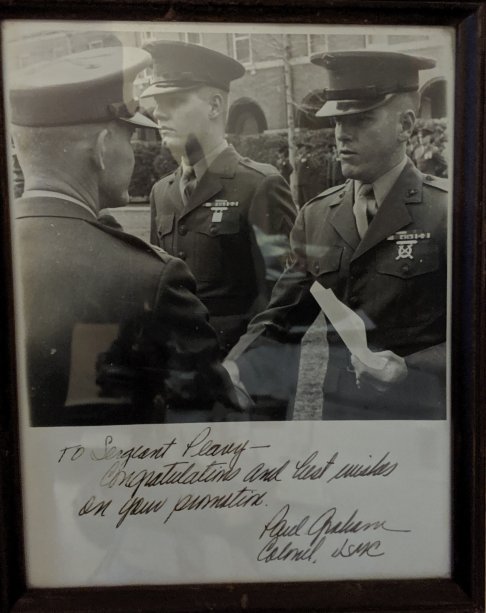 To Sergeant Peavy—
Congratulations and best wishes
on your promotion.
Paul Graham
Colonel, USMC